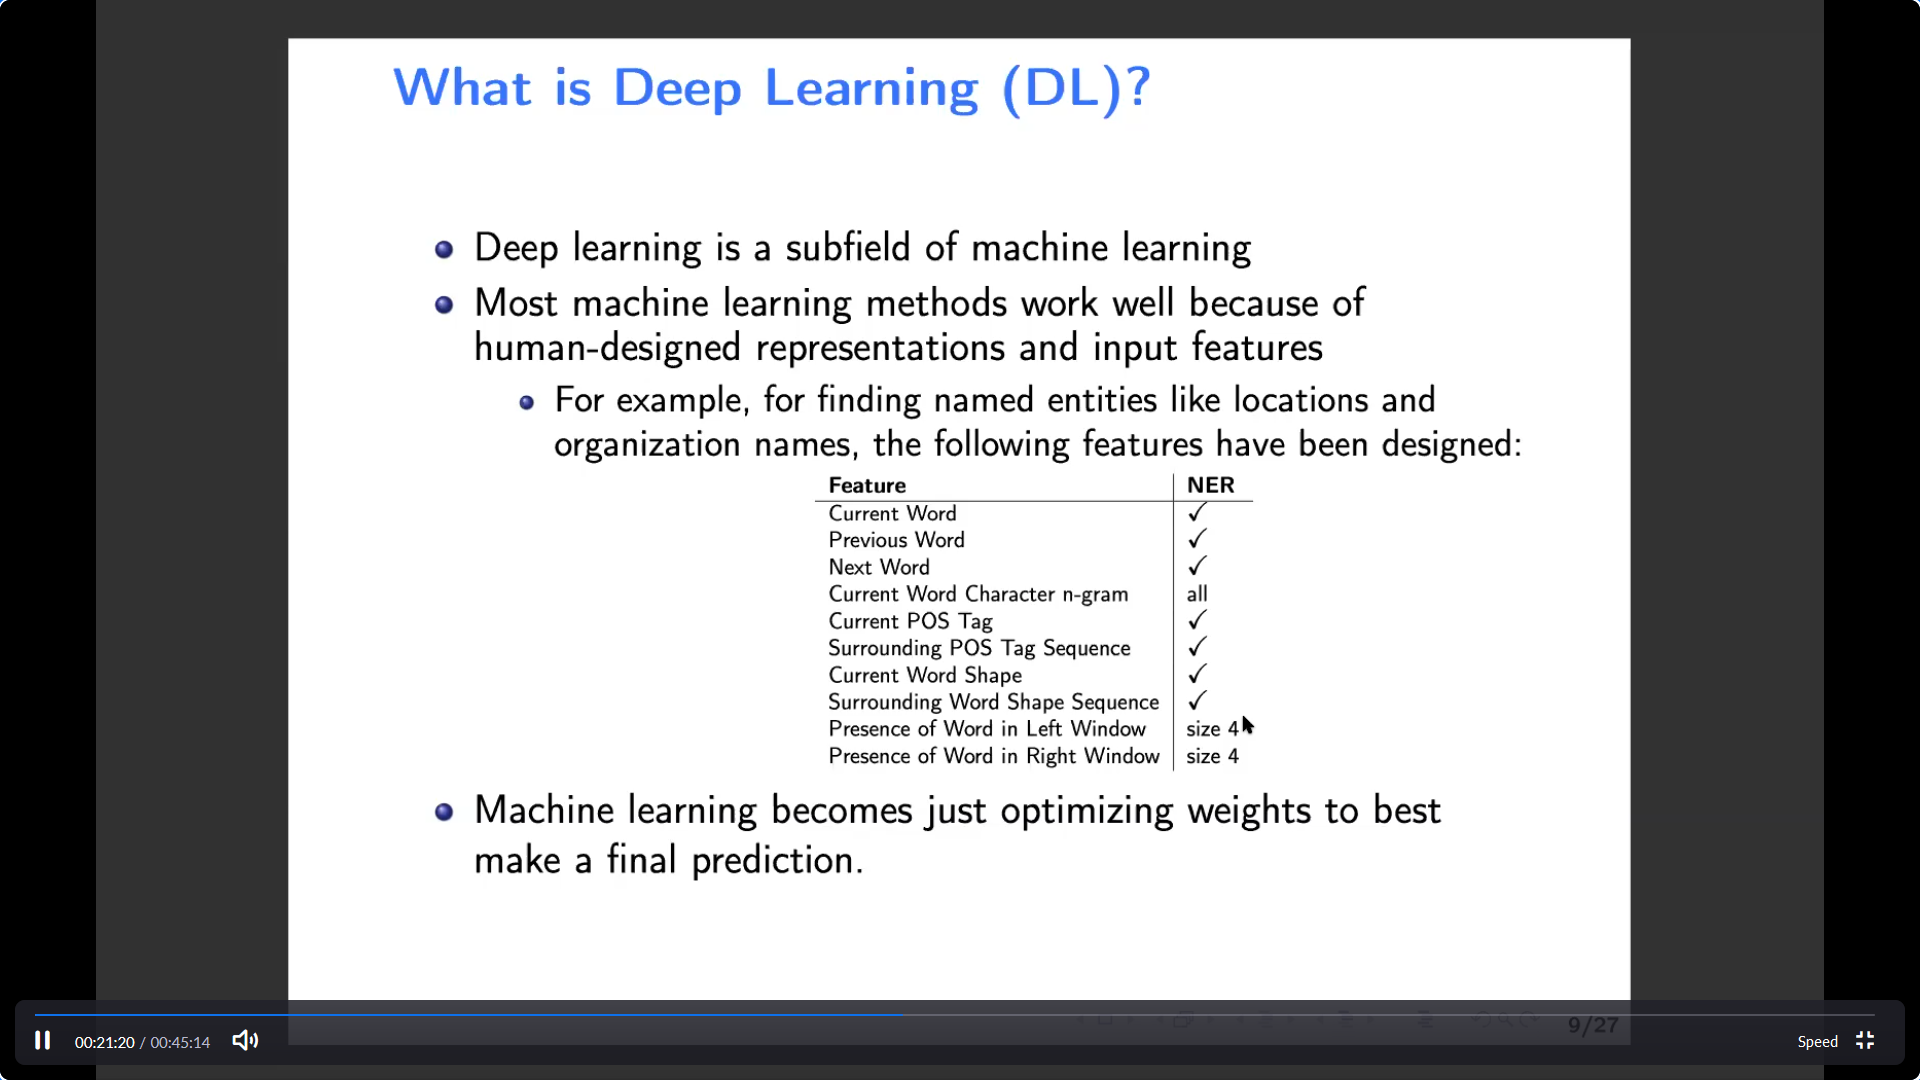 What is Deep Learning (DL)?
Deep learning is a subfield of machine learning
Most machine learning methods work well because of
human-designed representations and input features
For example, for finding named entities like locations and
organization names, the following features have been designed:
Feature NER
Current Word ✓
Previous Word ✓
Next Word ✓
Current Word Character n-gram all
Current POS Tag ✓
Surrounding POS Tag Sequence ✓
Current Word Shape ✓
Surrounding Word Shape Sequence ✓
Presence of Word in Left Window size 4
Presence of Word in Right Window size 4
Machine learning becomes just optimizing weights to best
make a final prediction.
9/27
00:21:20 / 00:45:14
Speed